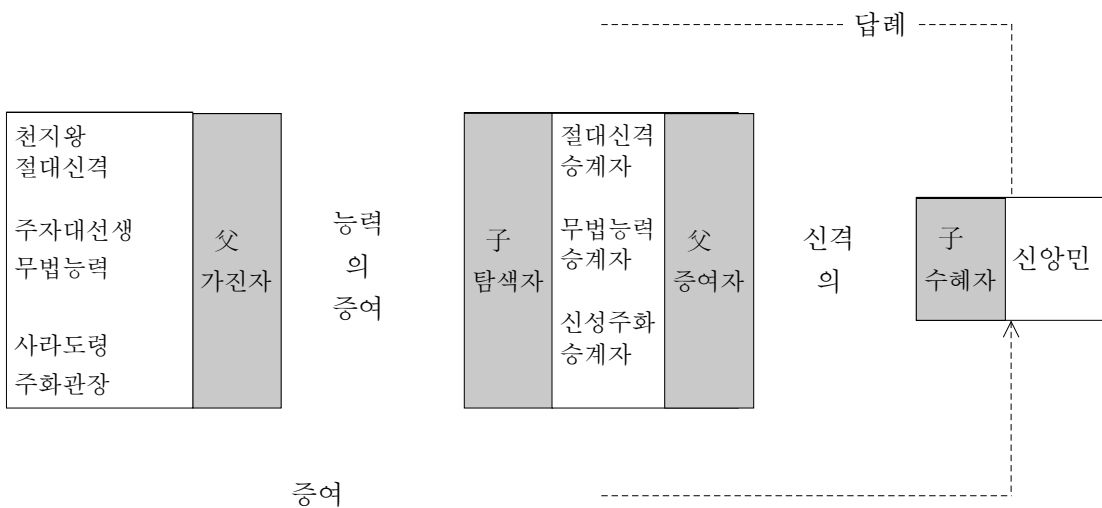 답례
천지왕
절대신격
주자대선생
무법능력
사라도령
주화관장
父
가진자
능력
의
증여
子
탐색자
절대신격
승계자
무법능력
승계자
신성주화
승계자
父
증여자
신격
의
子
수혜자
신앙민
증여